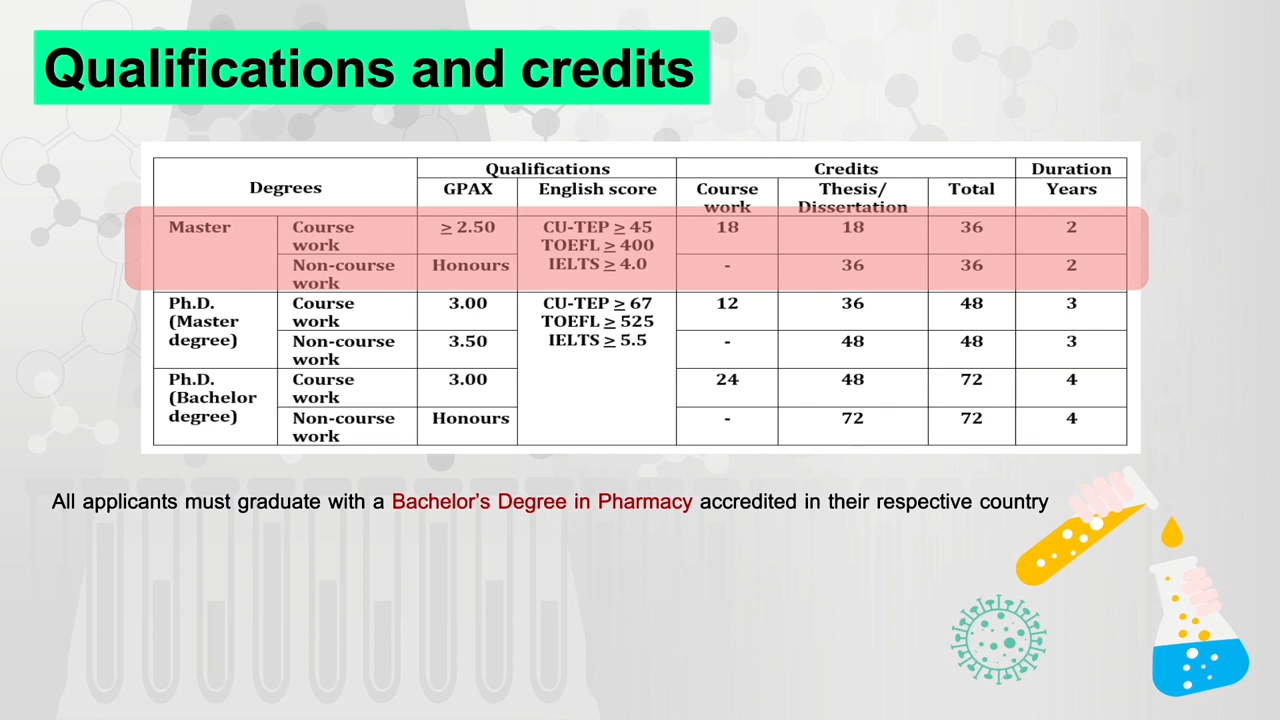 Qualifications and credits
Degrees Qualifications Credits Duration
GPAX English score Course work Thesis/ Dissertation Total Years
Master Course work ≥ 2.50 CU-TEP ≥ 45 TOEFL ≥ 400 IELTS ≥ 4.0 18 18 36 2
Non-course work Honours - 36 36 2
Ph.D. (Master degree) Course work 3.00 CU-TEP ≥ 67 TOEFL ≥ 525 IELTS ≥ 5.5 12 36 48 3
Non-course work 3.50 - 48 48 3
Ph.D. (Bachelor degree) Course work 3.00 24 48 72 4
Non-course work Honours - 72 72 4
All applicants must graduate with a Bachelor's Degree in Pharmacy accredited in their respective country